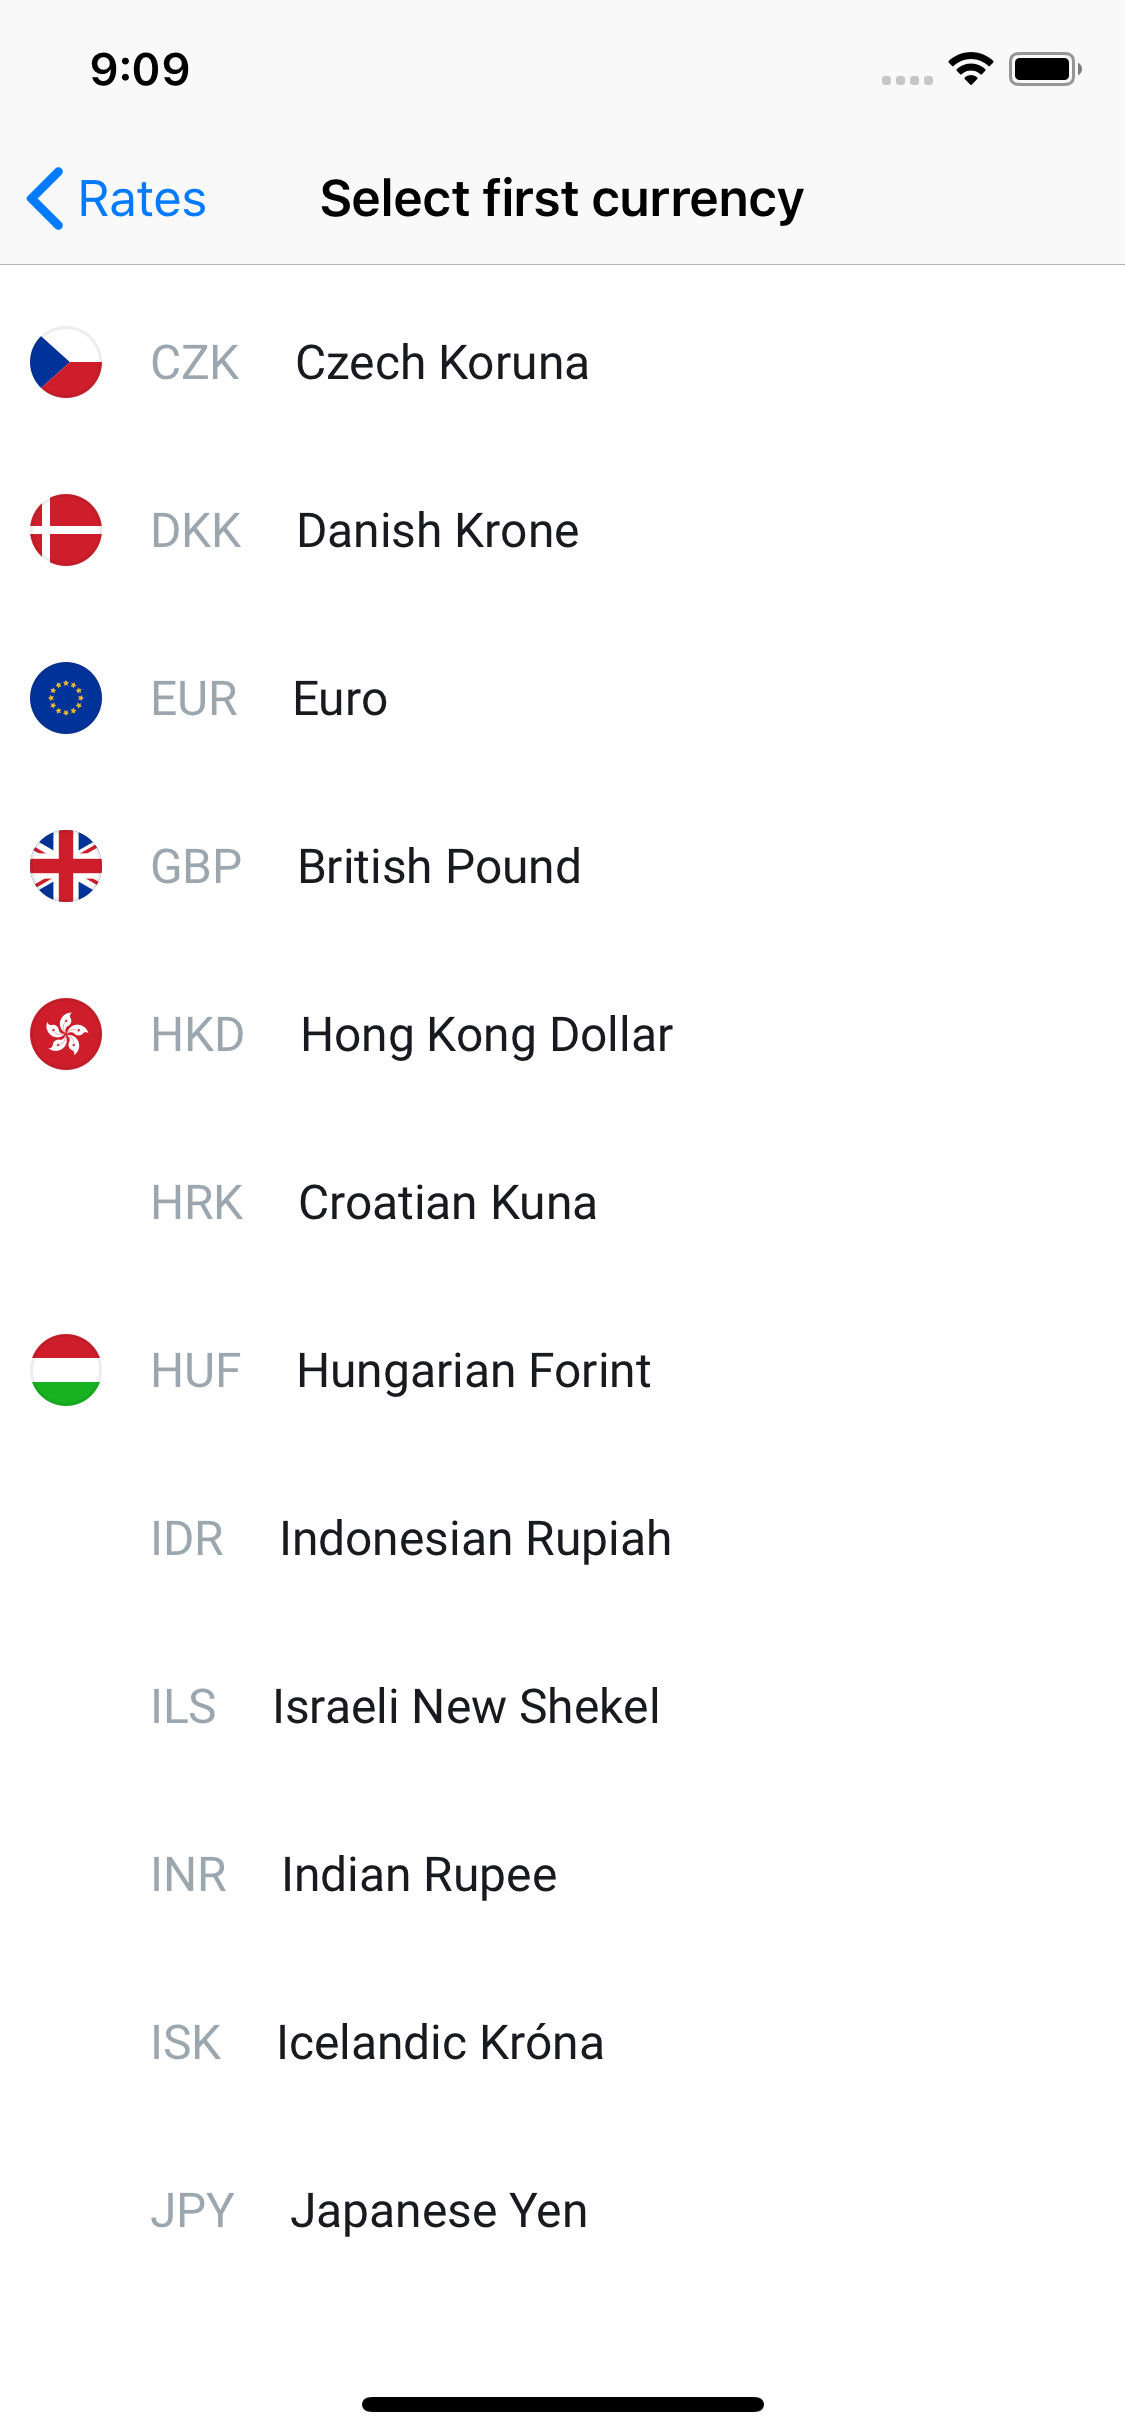 9:09
Rates Select first currency
CZK Czech Koruna
DKK Danish Krone
EUR Euro
GBP British Pound
HKD Hong Kong Dollar
HRK Croatian Kuna
HUF Hungarian Forint
IDR Indonesian Rupiah
ILS Israeli New Shekel
INR Indian Rupee
ISK Icelandic Króna
JPY Japanese Yen